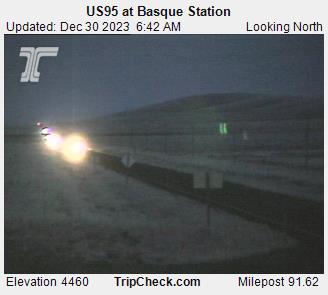 US95 at Basque Station
Updated: Dec 30 2023  6:42 AM Looking North
Elevation 4460 TripCheck.com Milepost 91.62